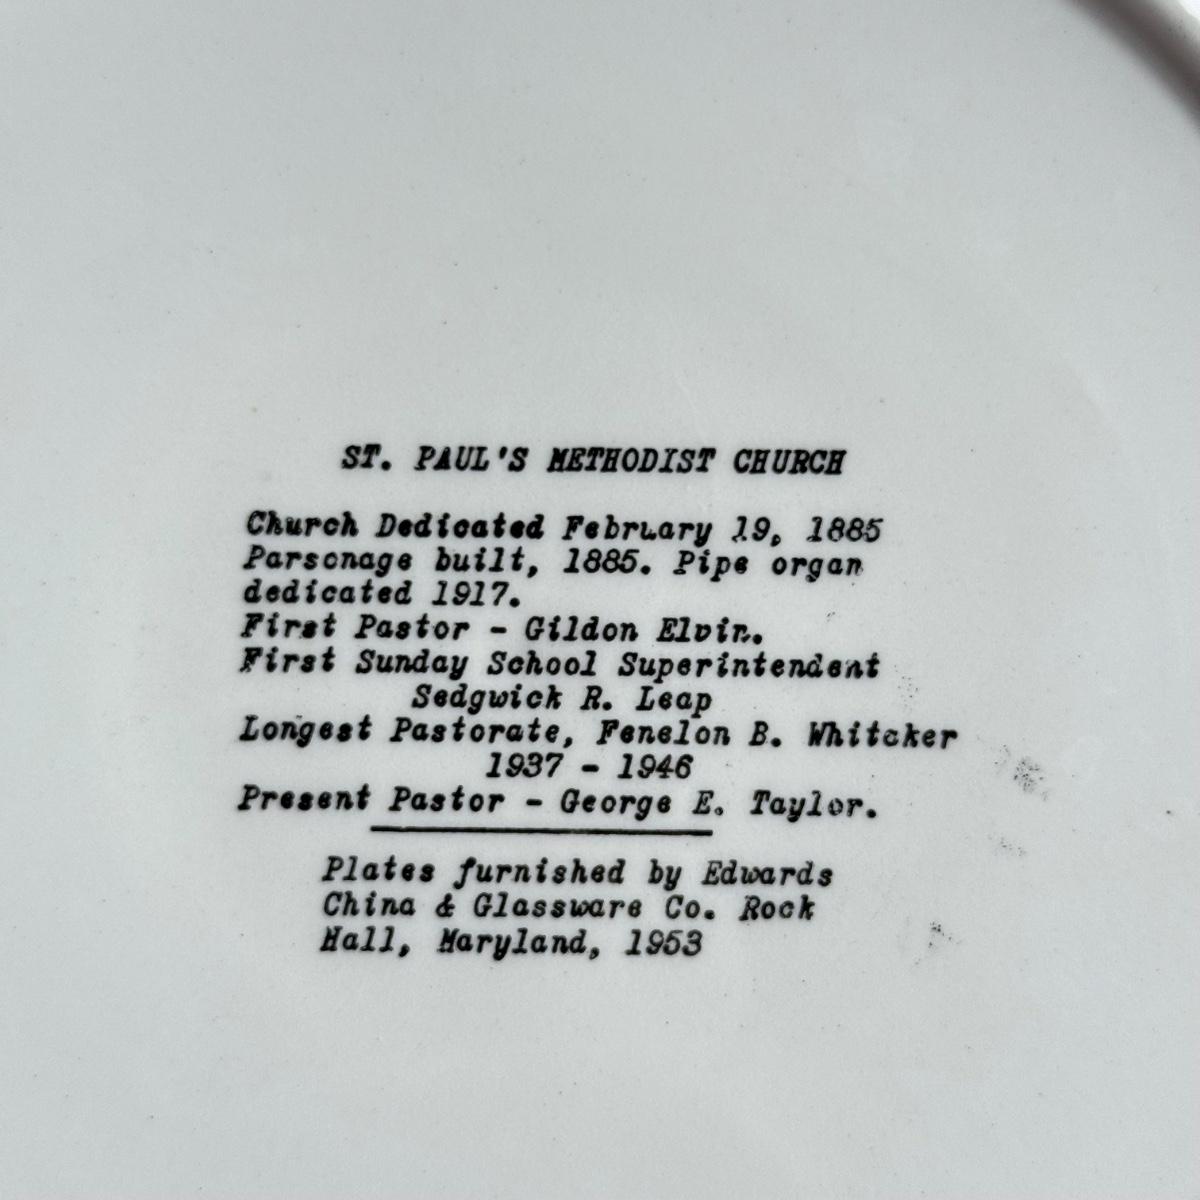 ST. PAUL'S METHODIST CHURCH
Church Dedicated February 19, 1885
Parsonage built, 1885. Pipe organ
dedicated 1917.
First Pastor - Gildon Elvin.
First Sunday School Superintendent
Sedgwick R. Leap
Longest Pastorate, Fenelon B. Whitcker
1937 - 1946
Present Pastor - George E. Taylor.
Plates furnished by Edwards
China & Glassware Co. Rock
Hall, Maryland, 1953